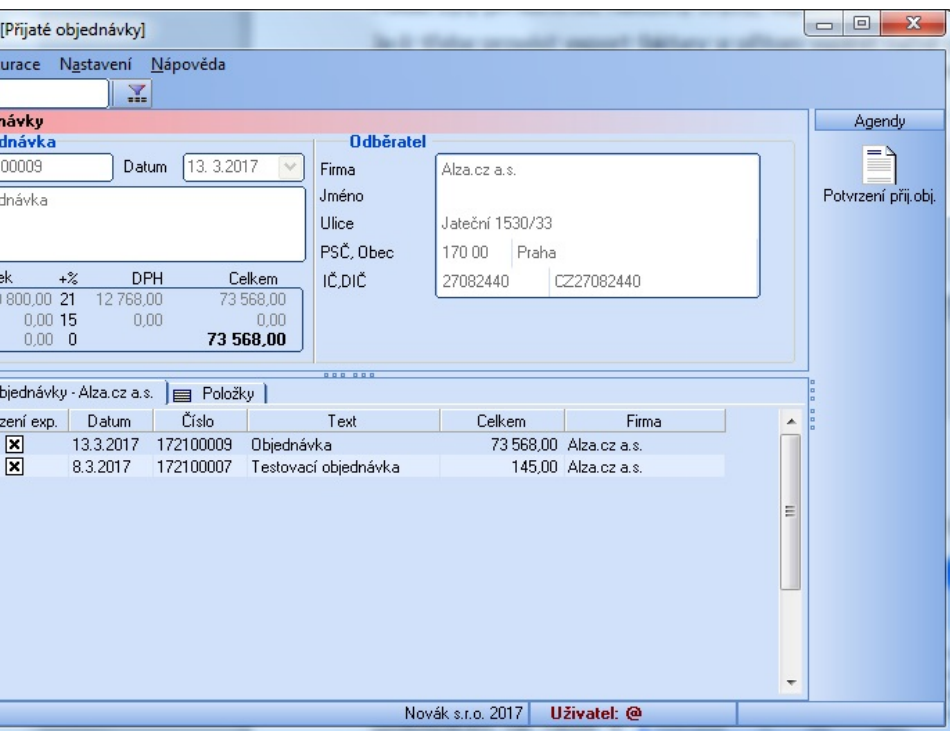 [Přijaté objednávky]
urace Nastavení Nápověda
návky
Agendy
dnávka
Odběratel
00009 Datum 13. 3.2017
Firma Alza.cz a.s.
dnávka
Jméno
Potvrzení přij.obj.
Ulice Jateční 1530/33
PSČ, Obec 170 00 Praha
IČ,DIČ 27082440 CZ27082440
ek +% DPH Celkem
800,00 21 12 768,00 73 568,00
0,00 15 0,00 0,00
0,00 0 73 568,00
bjednávky - Alza.cz a.s. Položky
zení exp. Datum Číslo Text Celkem Firma
13.3.2017 172100009 Objednávka 73 568,00 Alza.cz a.s.
8.3.2017 172100007 Testovací objednávka 145,00 Alza.cz a.s.
Novák s.r.o. 2017 Uživatel: @